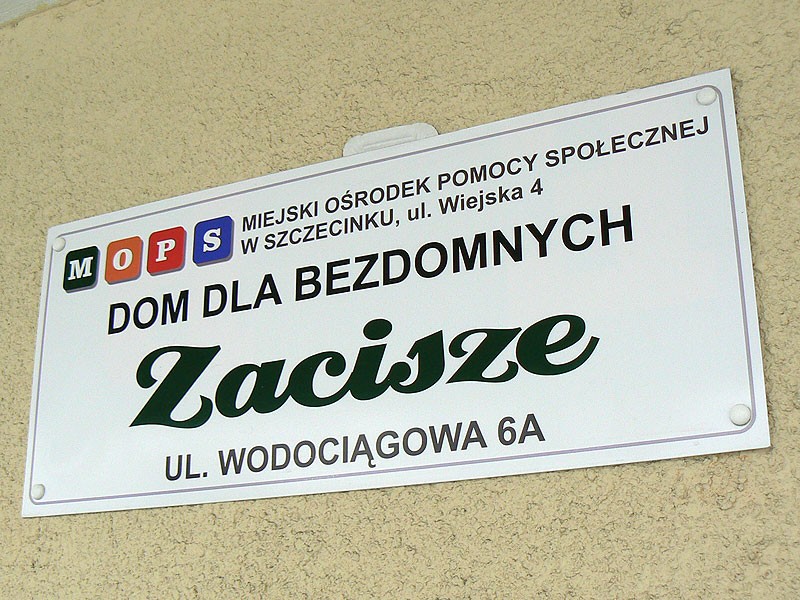 MOPS MIEJSKI OŚRODEK POMOCY SPOŁECZNEJ
W SZCZECINKU, ul. Wiejska 4
DOM DLA BEZDOMNYCH
Zacisze
UL. WODOCIĄGOWA 6A